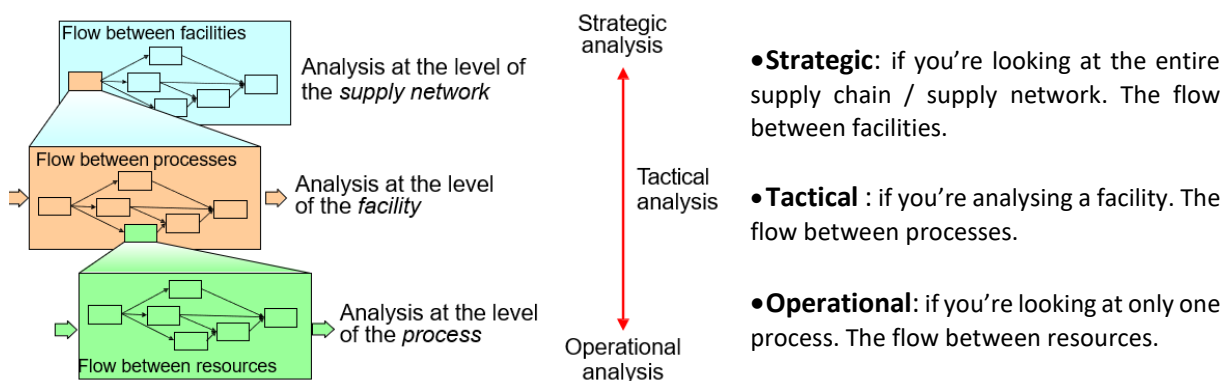 Flow between facilities
Analysis at the level of
the supply network
Flow between processes
Analysis at the level
of the facility
Analysis at the level
of the process
Flow between resources
Strategic
analysis
Tactical
analysis
Operational
analysis
•Strategic: if you’re looking at the entire
supply chain / supply network. The flow
between facilities.
•Tactical : if you’re analysing a facility. The
flow between processes.
•Operational: if you’re looking at only one
process. The flow between resources.